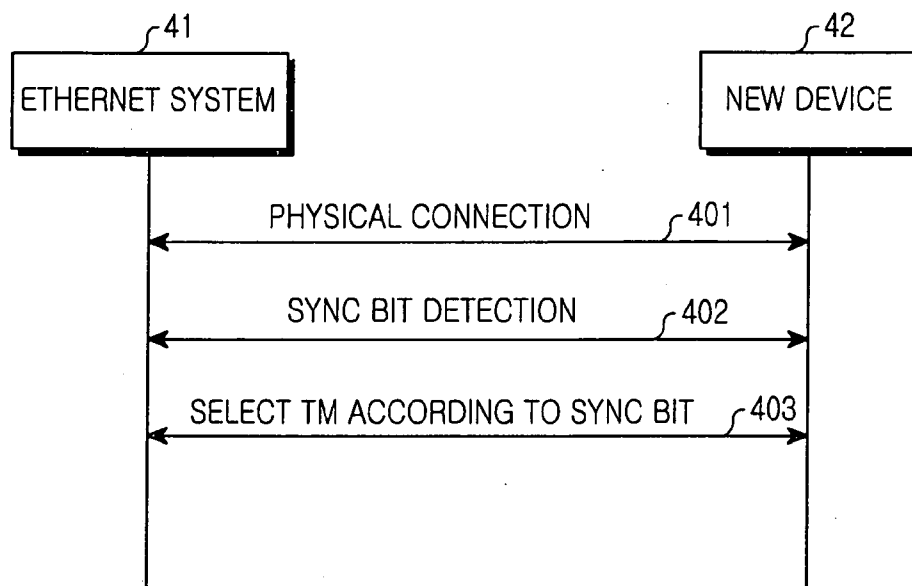 41
42
ETHERNET SYSTEM
NEW DEVICE
PHYSICAL CONNECTION
401
SYNC BIT DETECTION
402
SELECT TM ACCORDING TO SYNC BIT
403